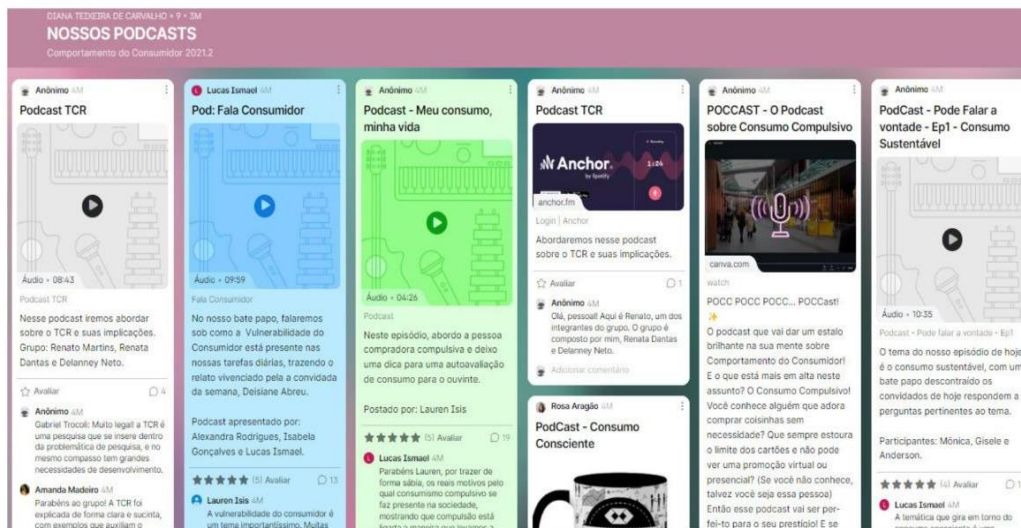 DIANA TEIXEIRA DE CARVALHO + 9 • 3M
NOSSOS PODCASTS
Comportamento do Consumidor 2021.2
Anônimo 4M
Podcast TCR
Áudio • 08:43
Podcast TCR
Nesse podcast iremos abordar
sobre o TCR e suas implicações.
Grupo: Renato Martins, Renata
Dantas e Delanney Neto.
Avaliar 4
Anônimo 4M
Gabriel Trocoli: Muito legal! a TCR é
uma pesquisa que se insere dentro
da problemática de pesquisa, e no
mesmo compasso tem grandes
necessidades de desenvolvimento.
Amanda Madeiro 4M
Parabéns ao grupo! A TCR foi
explicada de forma clara e sucinta,
com exemplos que auxiliam o
Lucas Ismael 4M
Pod: Fala Consumidor
Áudio • 09:59
Fala Consumidor
No nosso bate papo, falaremos
sob como a Vulnerabilidade do
Consumidor está presente nas
nossas tarefas diárias, trazendo o
relato vivenciado pela a convidada
da semana, Deisiane Abreu.
Podcast apresentado por:
Alexandra Rodrigues, Isabela
Gonçalves e Lucas Ismael.
(5) Avaliar 13
Lauren Isis 4M
A vulnerabilidade do consumidor é
um tema importantíssimo. Muitas
Anônimo 4M
Podcast - Meu consumo,
minha vida
Áudio • 04:26
Podcast
Neste episódio, abordo a pessoa
compradora compulsiva e deixo
uma dica para uma autoavaliação
de consumo para o ouvinte.
Postado por: Lauren Isis
(5) Avaliar 19
Lucas Ismael 4M
Parabéns Lauren, por trazer de
forma sábia, os reais motivos pelo
qual consumismo compulsivo se
faz presente na sociedade,
mostrando que compulsão está
ligada a maneira que levamos a
Anônimo 4M
Podcast TCR
Anchor
by Spotify
1:24
anchor.fm
Login | Anchor
Abordaremos nesse podcast
sobre o TCR e suas implicações.
Avaliar 1
Anônimo 4M
Olá, pessoal! Aqui é Renato, um dos
integrantes do grupo. O grupo é
composto por mim, Renata Dantas
e Delanney Neto.
Adicionar comentário
Rosa Aragão 4M
PodCast - Consumo
Consciente
Anônimo 4M
POCCAST - O Podcast
sobre Consumo Compulsivo
canva.com
watch
POCC POCC POCC... POCCast!
✨
O podcast que vai dar um estalo
brilhante na sua mente sobre
Comportamento do Consumidor!
E o que está mais em alta neste
assunto? O Consumo Compulsivo!
Você conhece alguém que adora
comprar coisinhas sem
necessidade? Que sempre estoura
o limite dos cartões e não pode
ver uma promoção virtual ou
presencial? (Se você não conhece,
talvez você seja essa pessoa)
Então esse podcast vai ser per-
fei-to para o seu prestígio! E se
Anônimo 4M
PodCast - Pode Falar a
vontade - Ep1 - Consumo
Sustentável
Áudio • 10:35
Podcast - Pode falar a vontade - Ep1
O tema do nosso episódio de hoje
é o consumo sustentável, com um
bate papo descontraído os
convidados de hoje respondem a
perguntas pertinentes ao tema.
Participantes: Mônica, Gisele e
Anderson.
(4) Avaliar
Lucas Ismael 4M
A temática que gira em torno do